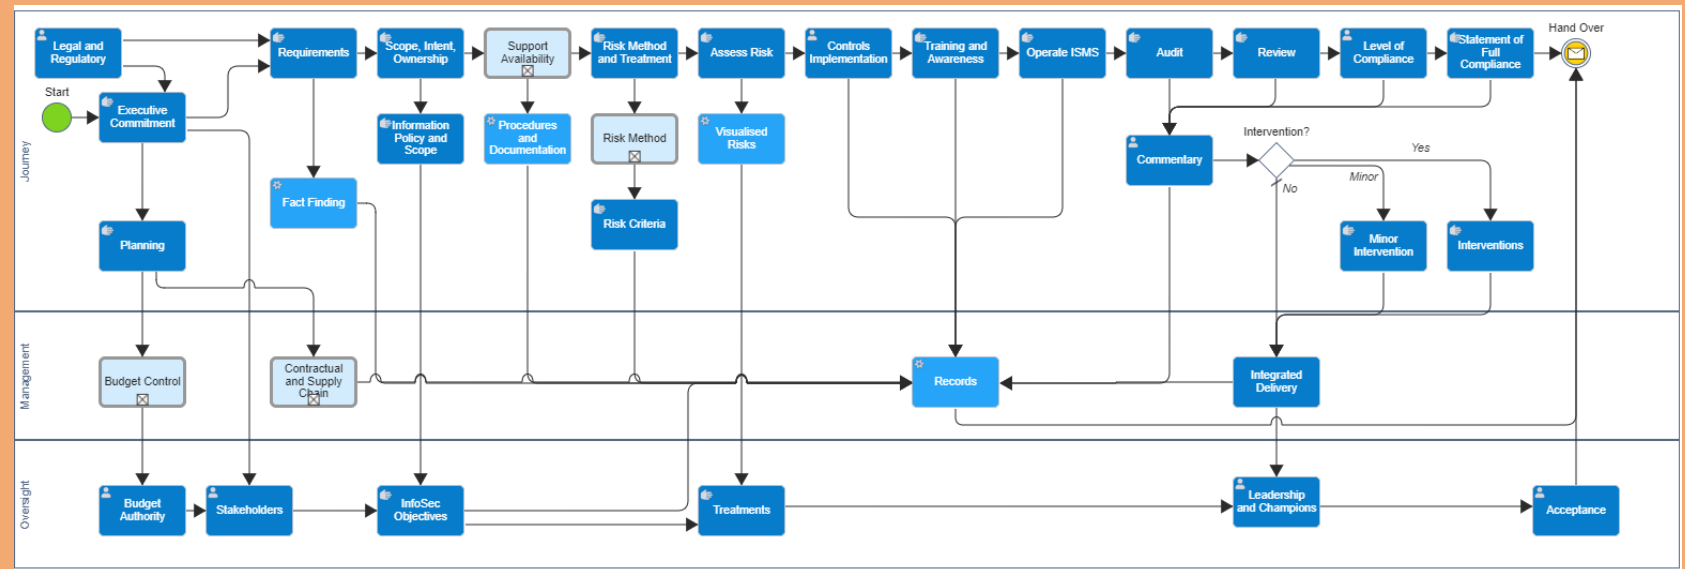 Hand Over
Legal and
Regulatory
Requirements
Scope, Intent,
Ownership
Support
Availability
Risk Method
and Treatment
Assess Risk
Controls
Implementation
Training and
Awareness
Operate ISMS
Audit
Review
Level of
Compliance
Statement of
Full
Compliance
Start
Executive
Commitment
Information
Policy and
Scope
Procedures
and
Documentation
Risk Method
Visualised
Risks
Commentary
Intervention?
Yes
Minor
No
Journey
Fact Finding
Risk Criteria
Planning
Minor
Intervention
Interventions
Management
Budget Control
Contractual
and Supply
Chain
Records
Integrated
Delivery
Oversight
Budget
Authority
Stakeholders
InfoSec
Objectives
Treatments
Leadership
and Champions
Acceptance